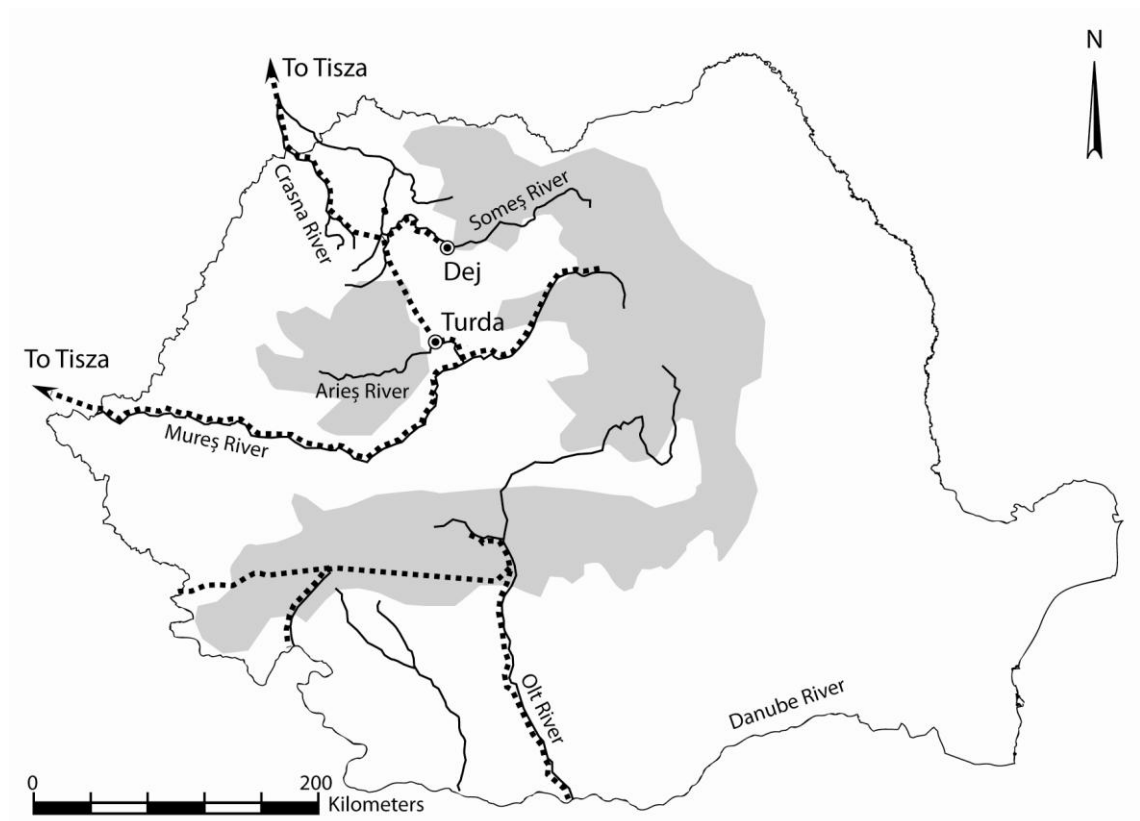 N
To Tisza
Crasna River
Someș River
Dej
Turda
To Tisza
Arieș River
Mureș River
Olt River
Danube River
0
200
Kilometers